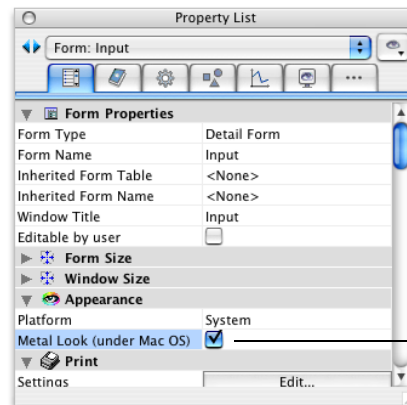 Property List
Form: Input
Form Properties
Form Type Detail Form
Form Name Input
Inherited Form Table <None>
Inherited Form Name <None>
Window Title Input
Editable by user
Form Size
Window Size
Appearance
Platform System
Metal Look (under Mac OS)
Print
Settings Edit...